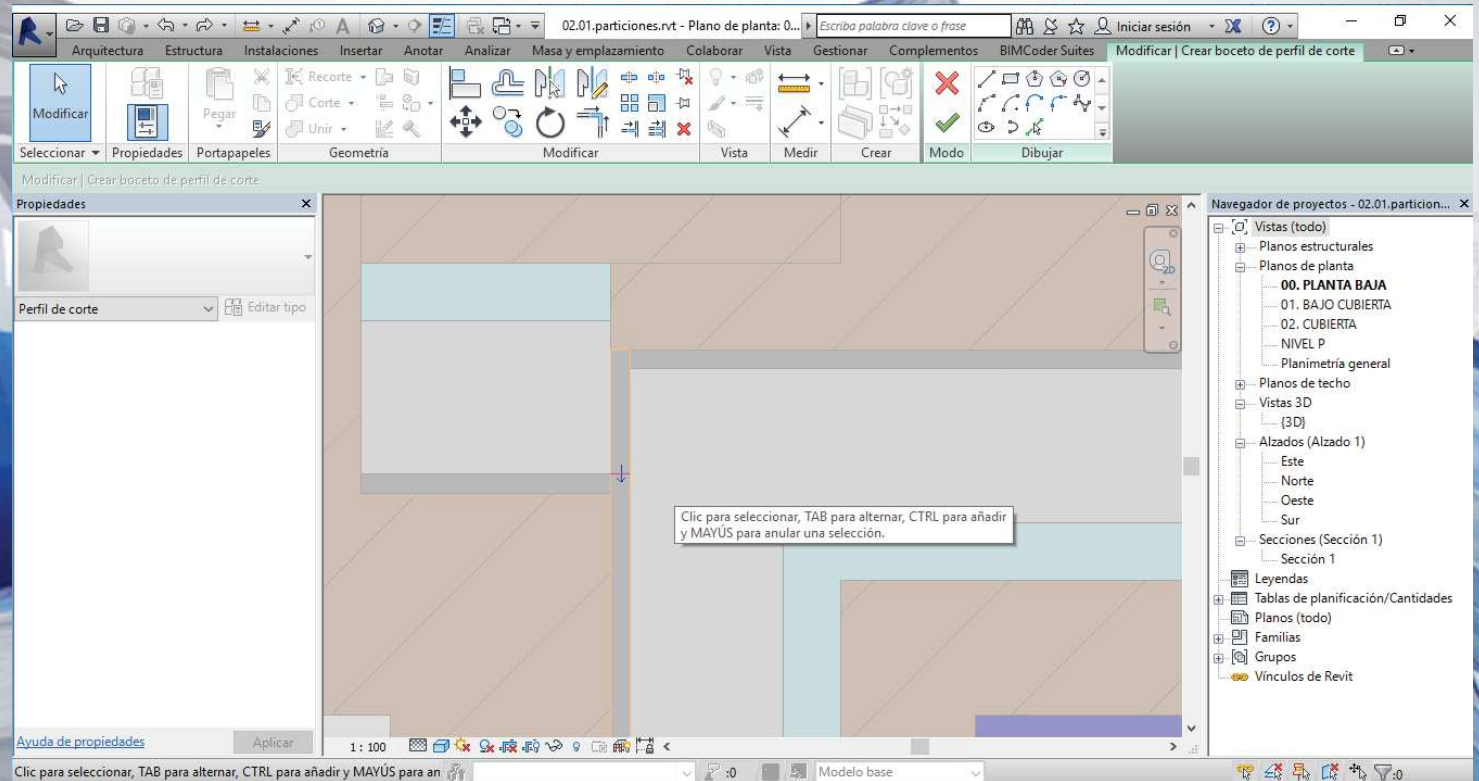 02.01.particiones.rvt - Plano de planta: 0...
Escriba palabra clave o frase
Iniciar sesión
Arquitectura Estructura Instalaciones Insertar Anotar Analizar Masa y emplazamiento Colaborar Vista Gestionar Complementos BIMCoder Suites Modificar | Crear boceto de perfil de corte
Modificar
Pegar
Recorte
Corte
Unir
Seleccionar Propiedades Portapapeles Geometría Modificar Vista Medir Crear Modo Dibujar
Modificar | Crear boceto de perfil de corte
Propiedades
Perfil de corte
Editar tipo
2D
Clic para seleccionar, TAB para alternar, CTRL para añadir
y MAYÚS para anular una selección.
Navegador de proyectos - 02.01.particion...
Vistas (todo)
Planos estructurales
Planos de planta
00. PLANTA BAJA
01. BAJO CUBIERTA
02. CUBIERTA
NIVEL P
Planimetría general
Planos de techo
Vistas 3D
{3D}
Alzados (Alzado 1)
Este
Norte
Oeste
Sur
Secciones (Sección 1)
Sección 1
Leyendas
Tablas de planificación/Cantidades
Planos (todo)
Familias
Grupos
Vínculos de Revit
Ayuda de propiedades
Aplicar
1 : 100
Clic para seleccionar, TAB para alternar, CTRL para añadir y MAYÚS para an
:0
Modelo base
:0